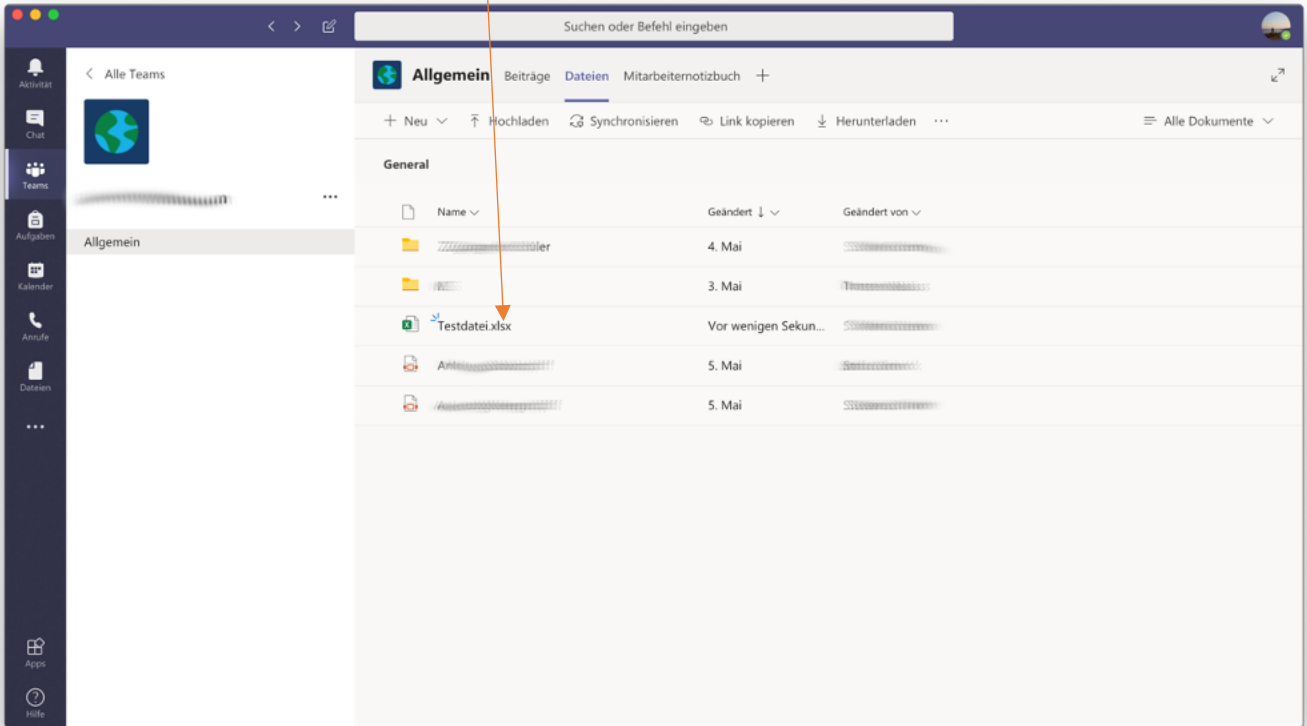 Suchen oder Befehl eingeben
Aktivität
Chat
Teams
Aufgaben
Kalender
Anrufe
Dateien
Apps
Hilfe
Alle Teams
Allgemein
Allgemein Beiträge Dateien Mitarbeiternotizbuch
Neu Hochladen Synchronisieren Link kopieren Herunterladen ... Alle Dokumente
General
Name Geändert Geändert von
4. Mai
3. Mai
Testdatei.xlsx Vor wenigen Sekun...
5. Mai
5. Mai